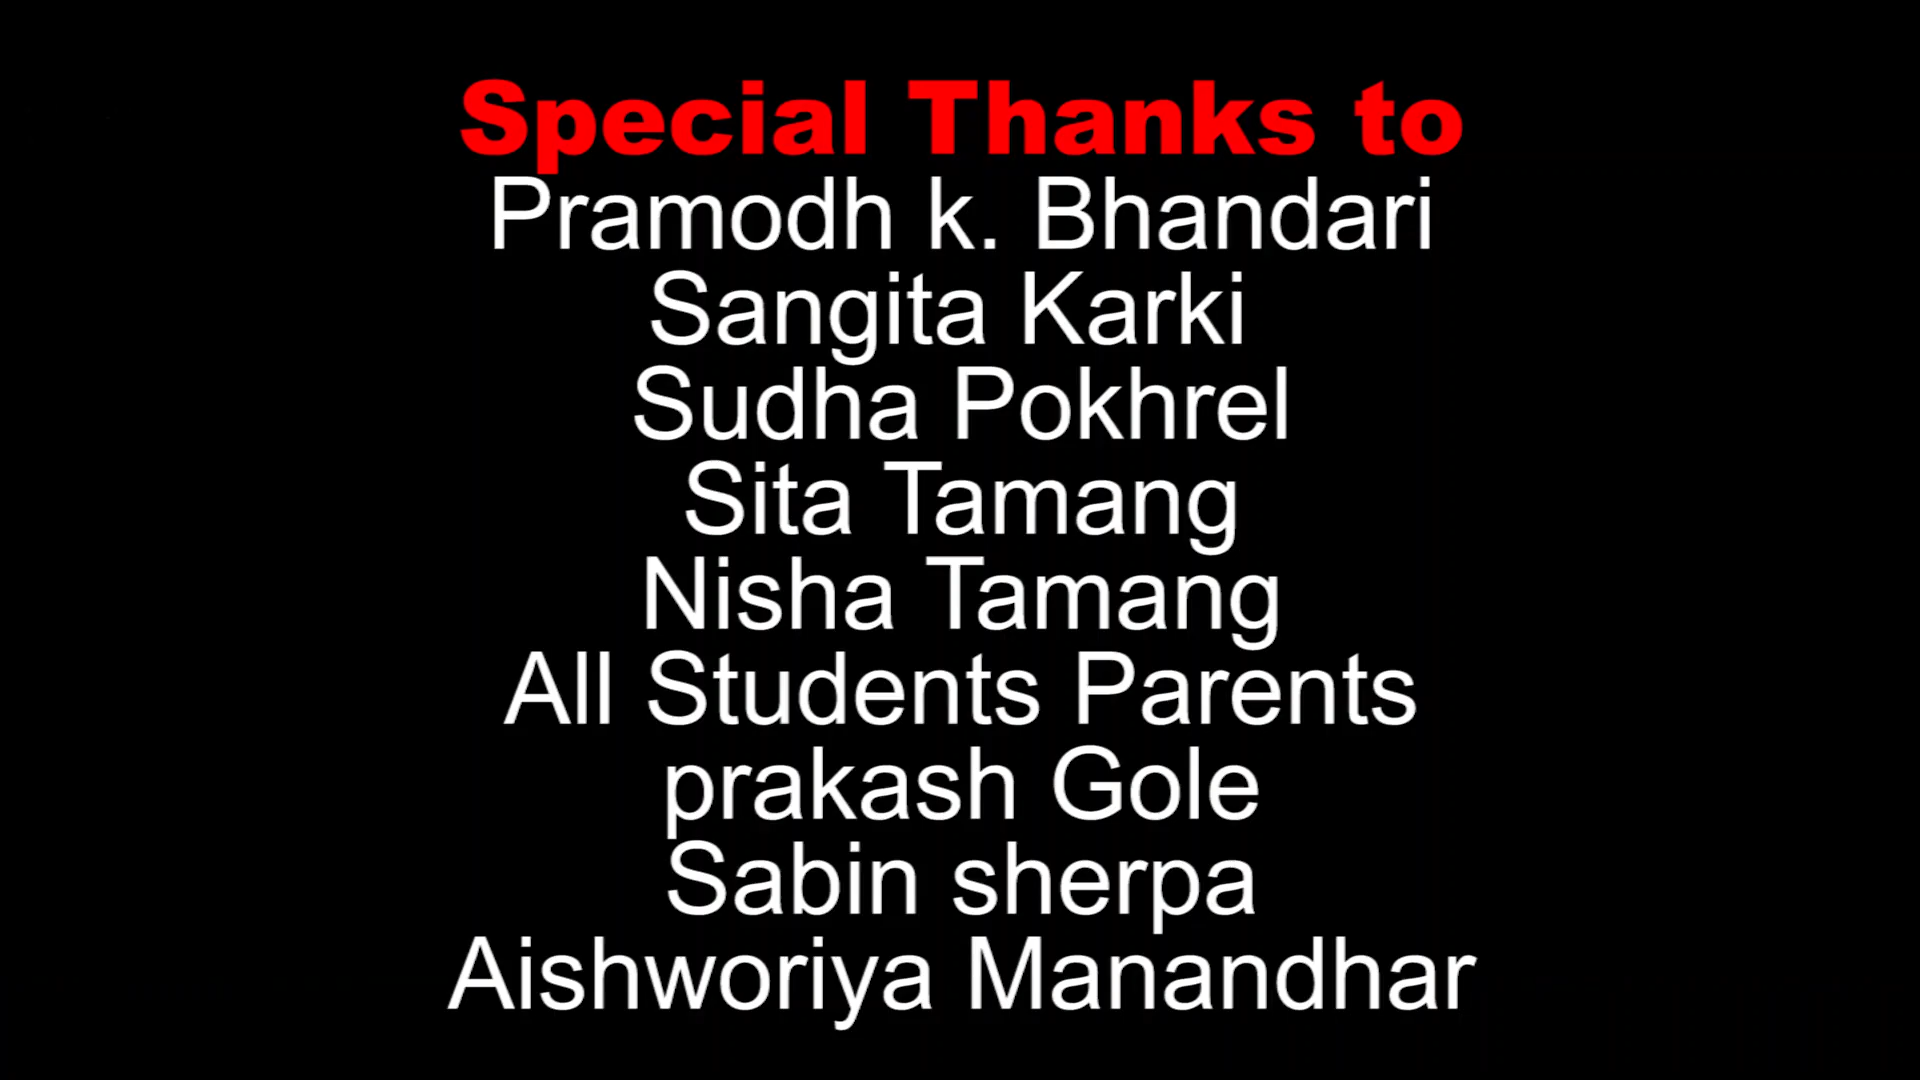 Special Thanks to
Pramodh k. Bhandari
Sangita Karki
Sudha Pokhrel
Sita Tamang
Nisha Tamang
All Students Parents
prakash Gole
Sabin sherpa
Aishworiya Manandhar